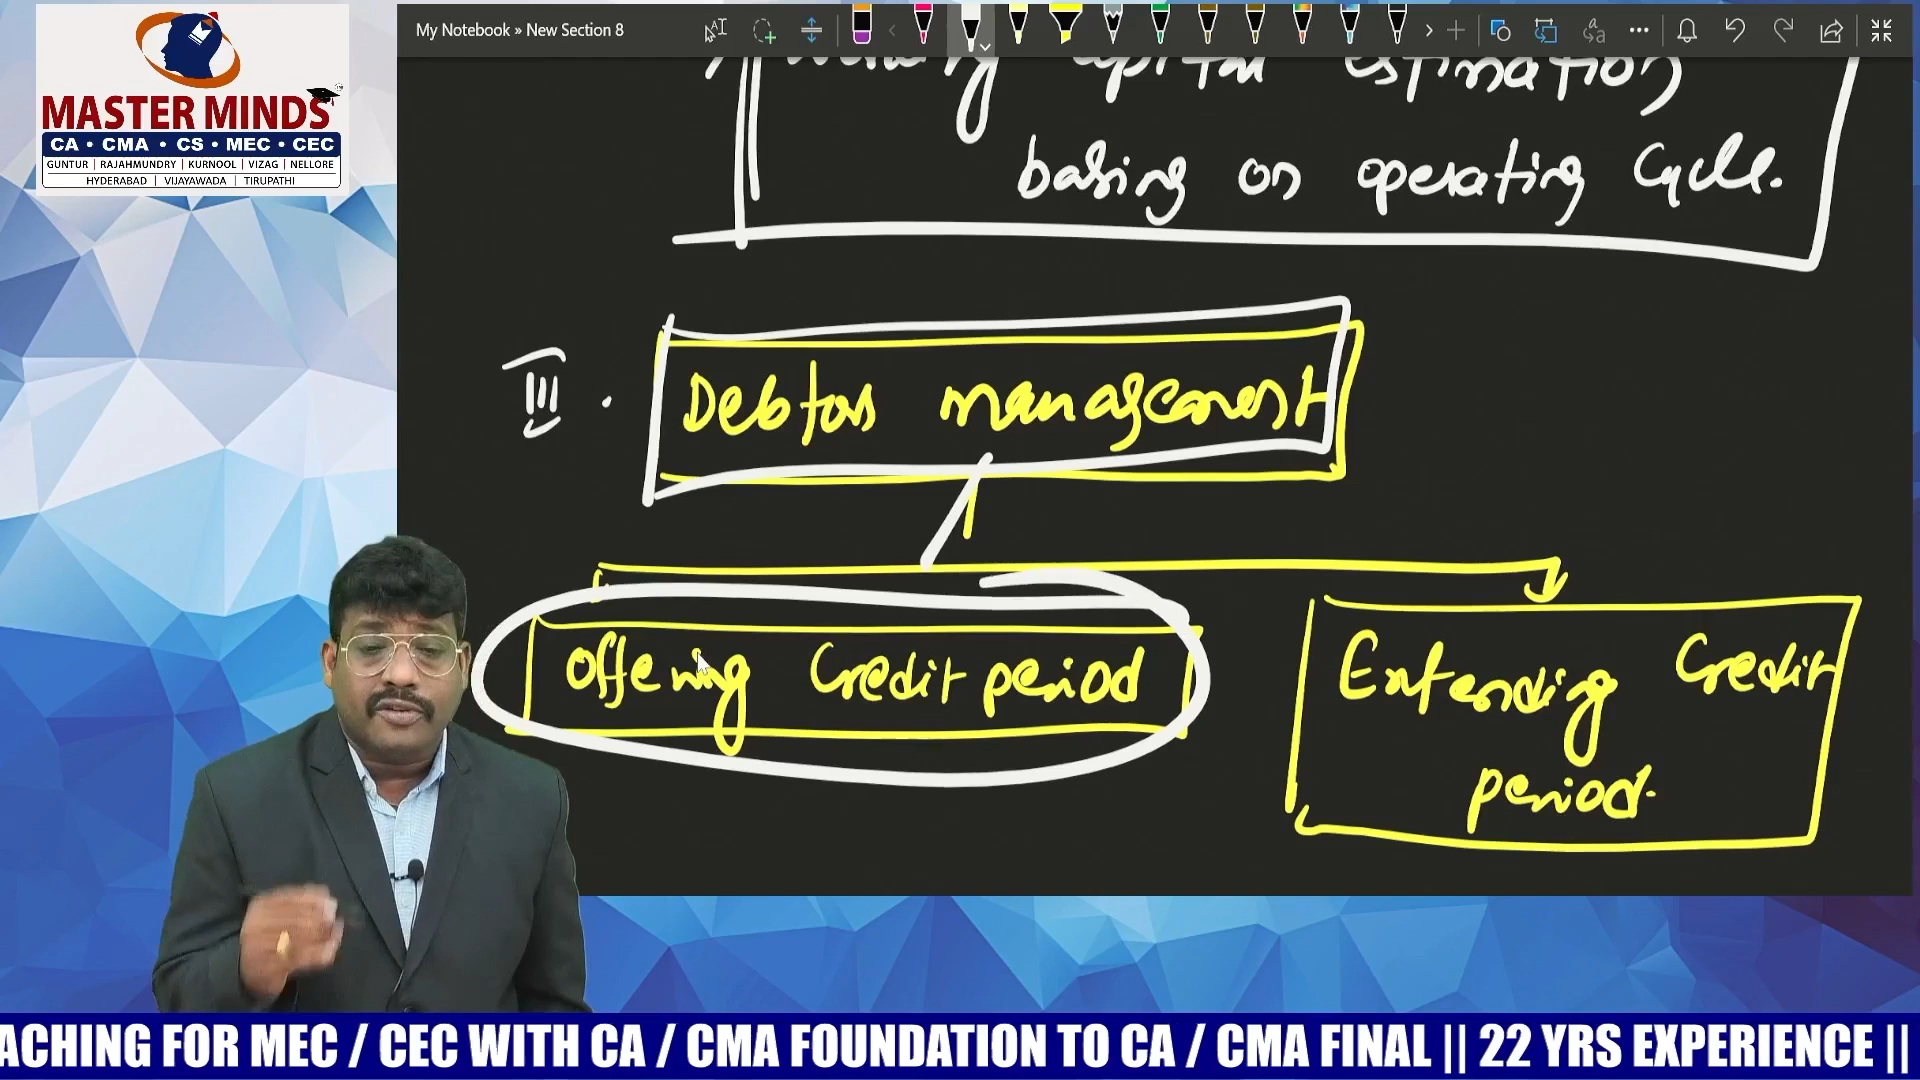 My Notebook » New Section 8
MASTER MINDS
CA • CMA • CS • MEC • CEC
GUNTUR | RAJAHMUNDRY | KURNOOL | VIZAG | NELLORE
HYDERABAD | VIJAYAWADA | TIRUPATHI
capital estimation
basing on operating cycle.
III. Debtors management
Offering Credit period
Extending Credit
period.
ACHING FOR MEC / CEC WITH CA / CMA FOUNDATION TO CA / CMA FINAL || 22 YRS EXPERIENCE ||